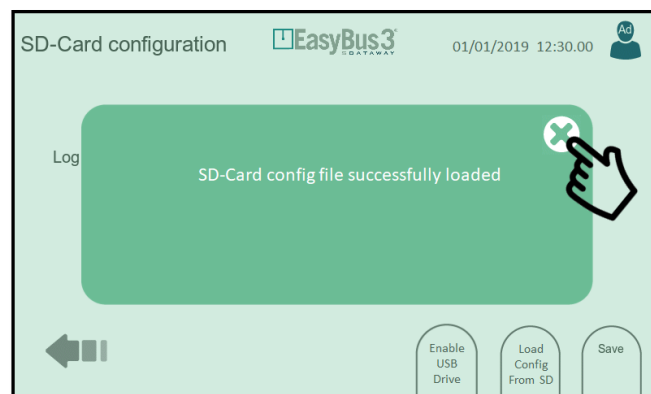 SD-Card configuration
EasyBus3
DATAWAY
01/01/2019 12:30.00
Ad
Log
SD-Card config file successfully loaded
Enable
USB
Drive
Load
Config
From SD
Save